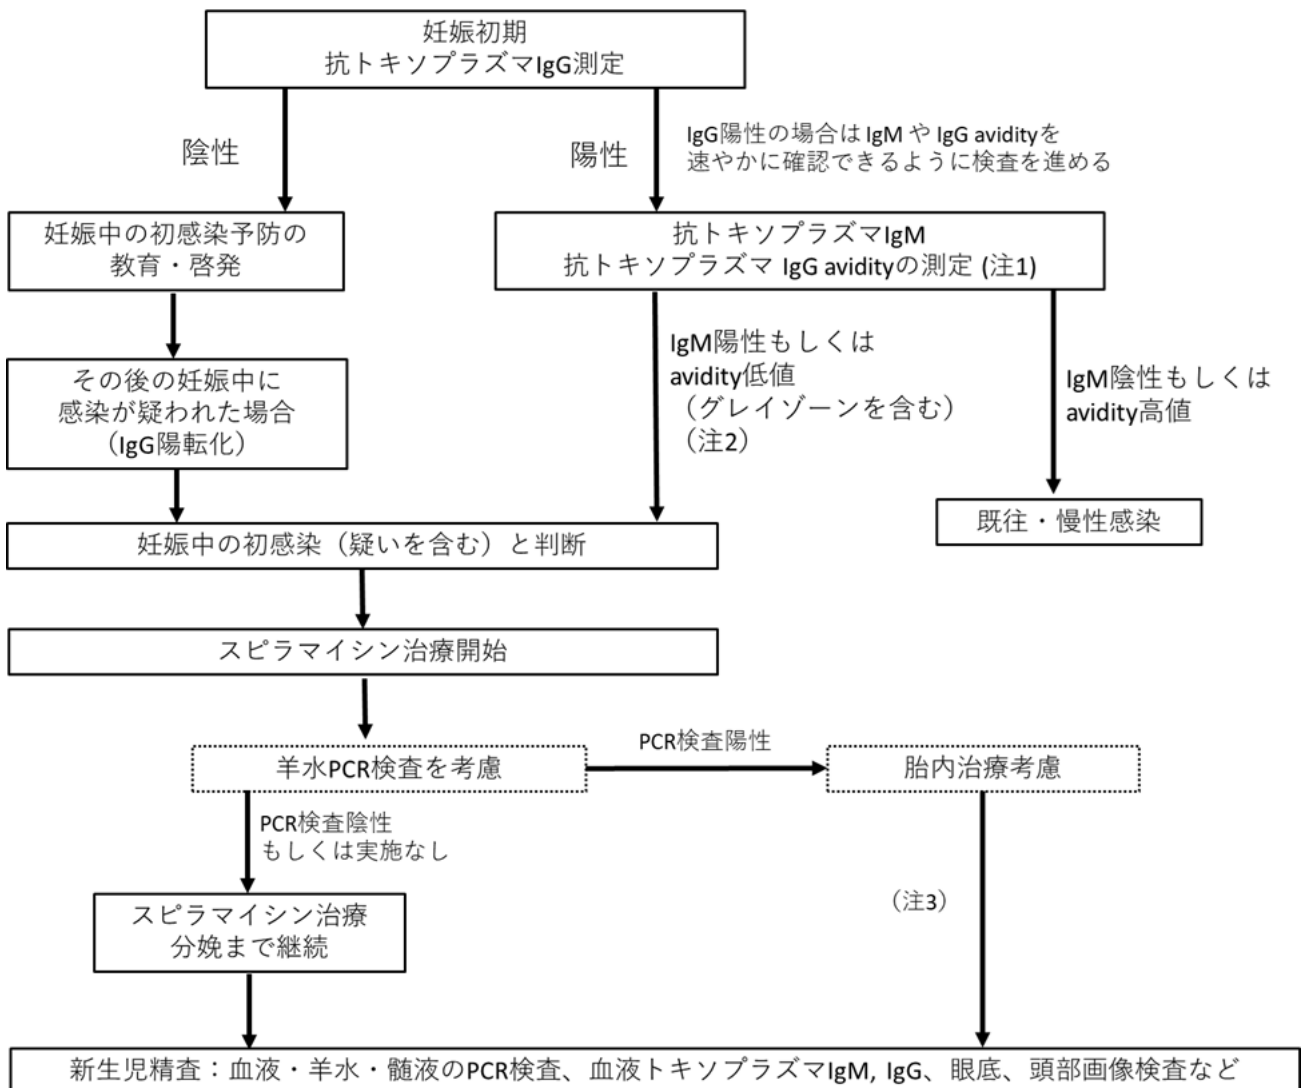 妊娠初期
抗トキソプラズマIgG測定
陰性
陽性
IgG陽性の場合は IgM や IgG avidityを
速やかに確認できるように検査を進める
妊娠中の初感染予防の
教育・啓発
抗トキソプラズマIgM
抗トキソプラズマ IgG avidityの測定 (注1)
その後の妊娠中に
感染が疑われた場合
（IgG陽転化）
IgM陽性もしくは
avidity低値
（グレイゾーンを含む）
（注2）
IgM陰性もしくは
avidity高値
既往・慢性感染
妊娠中の初感染（疑いを含む）と判断
スピラマイシン治療開始
羊水PCR検査を考慮
PCR検査陽性
胎内治療考慮
PCR検査陰性
もしくは実施なし
（注3）
スピラマイシン治療
分娩まで継続
新生児精査：血液・羊水・髄液のPCR検査、血液トキソプラズマIgM, IgG、眼底、頭部画像検査など